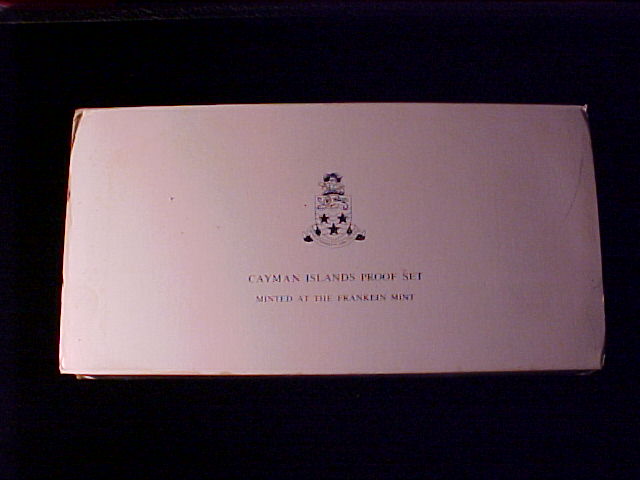 CAYMAN ISLANDS PROOF SET
MINTED AT THE FRANKLIN MINT